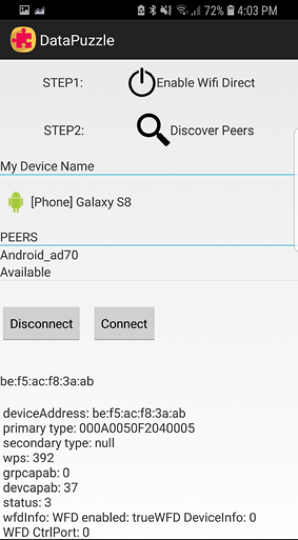 72% 4:03 PM
DataPuzzle
STEP1: Enable Wifi Direct
STEP2: Discover Peers
My Device Name
[Phone] Galaxy S8
PEERS
Android_ad70
Available
Disconnect Connect
be:f5:ac:f8:3a:ab
deviceAddress: be:f5:ac:f8:3a:ab
primary type: 000A0050F2040005
secondary type: null
wps: 392
grpcapab: 0
devcapab: 37
status: 3
wfdInfo: WFD enabled: trueWFD DeviceInfo: 0
WFD CtrlPort: 0